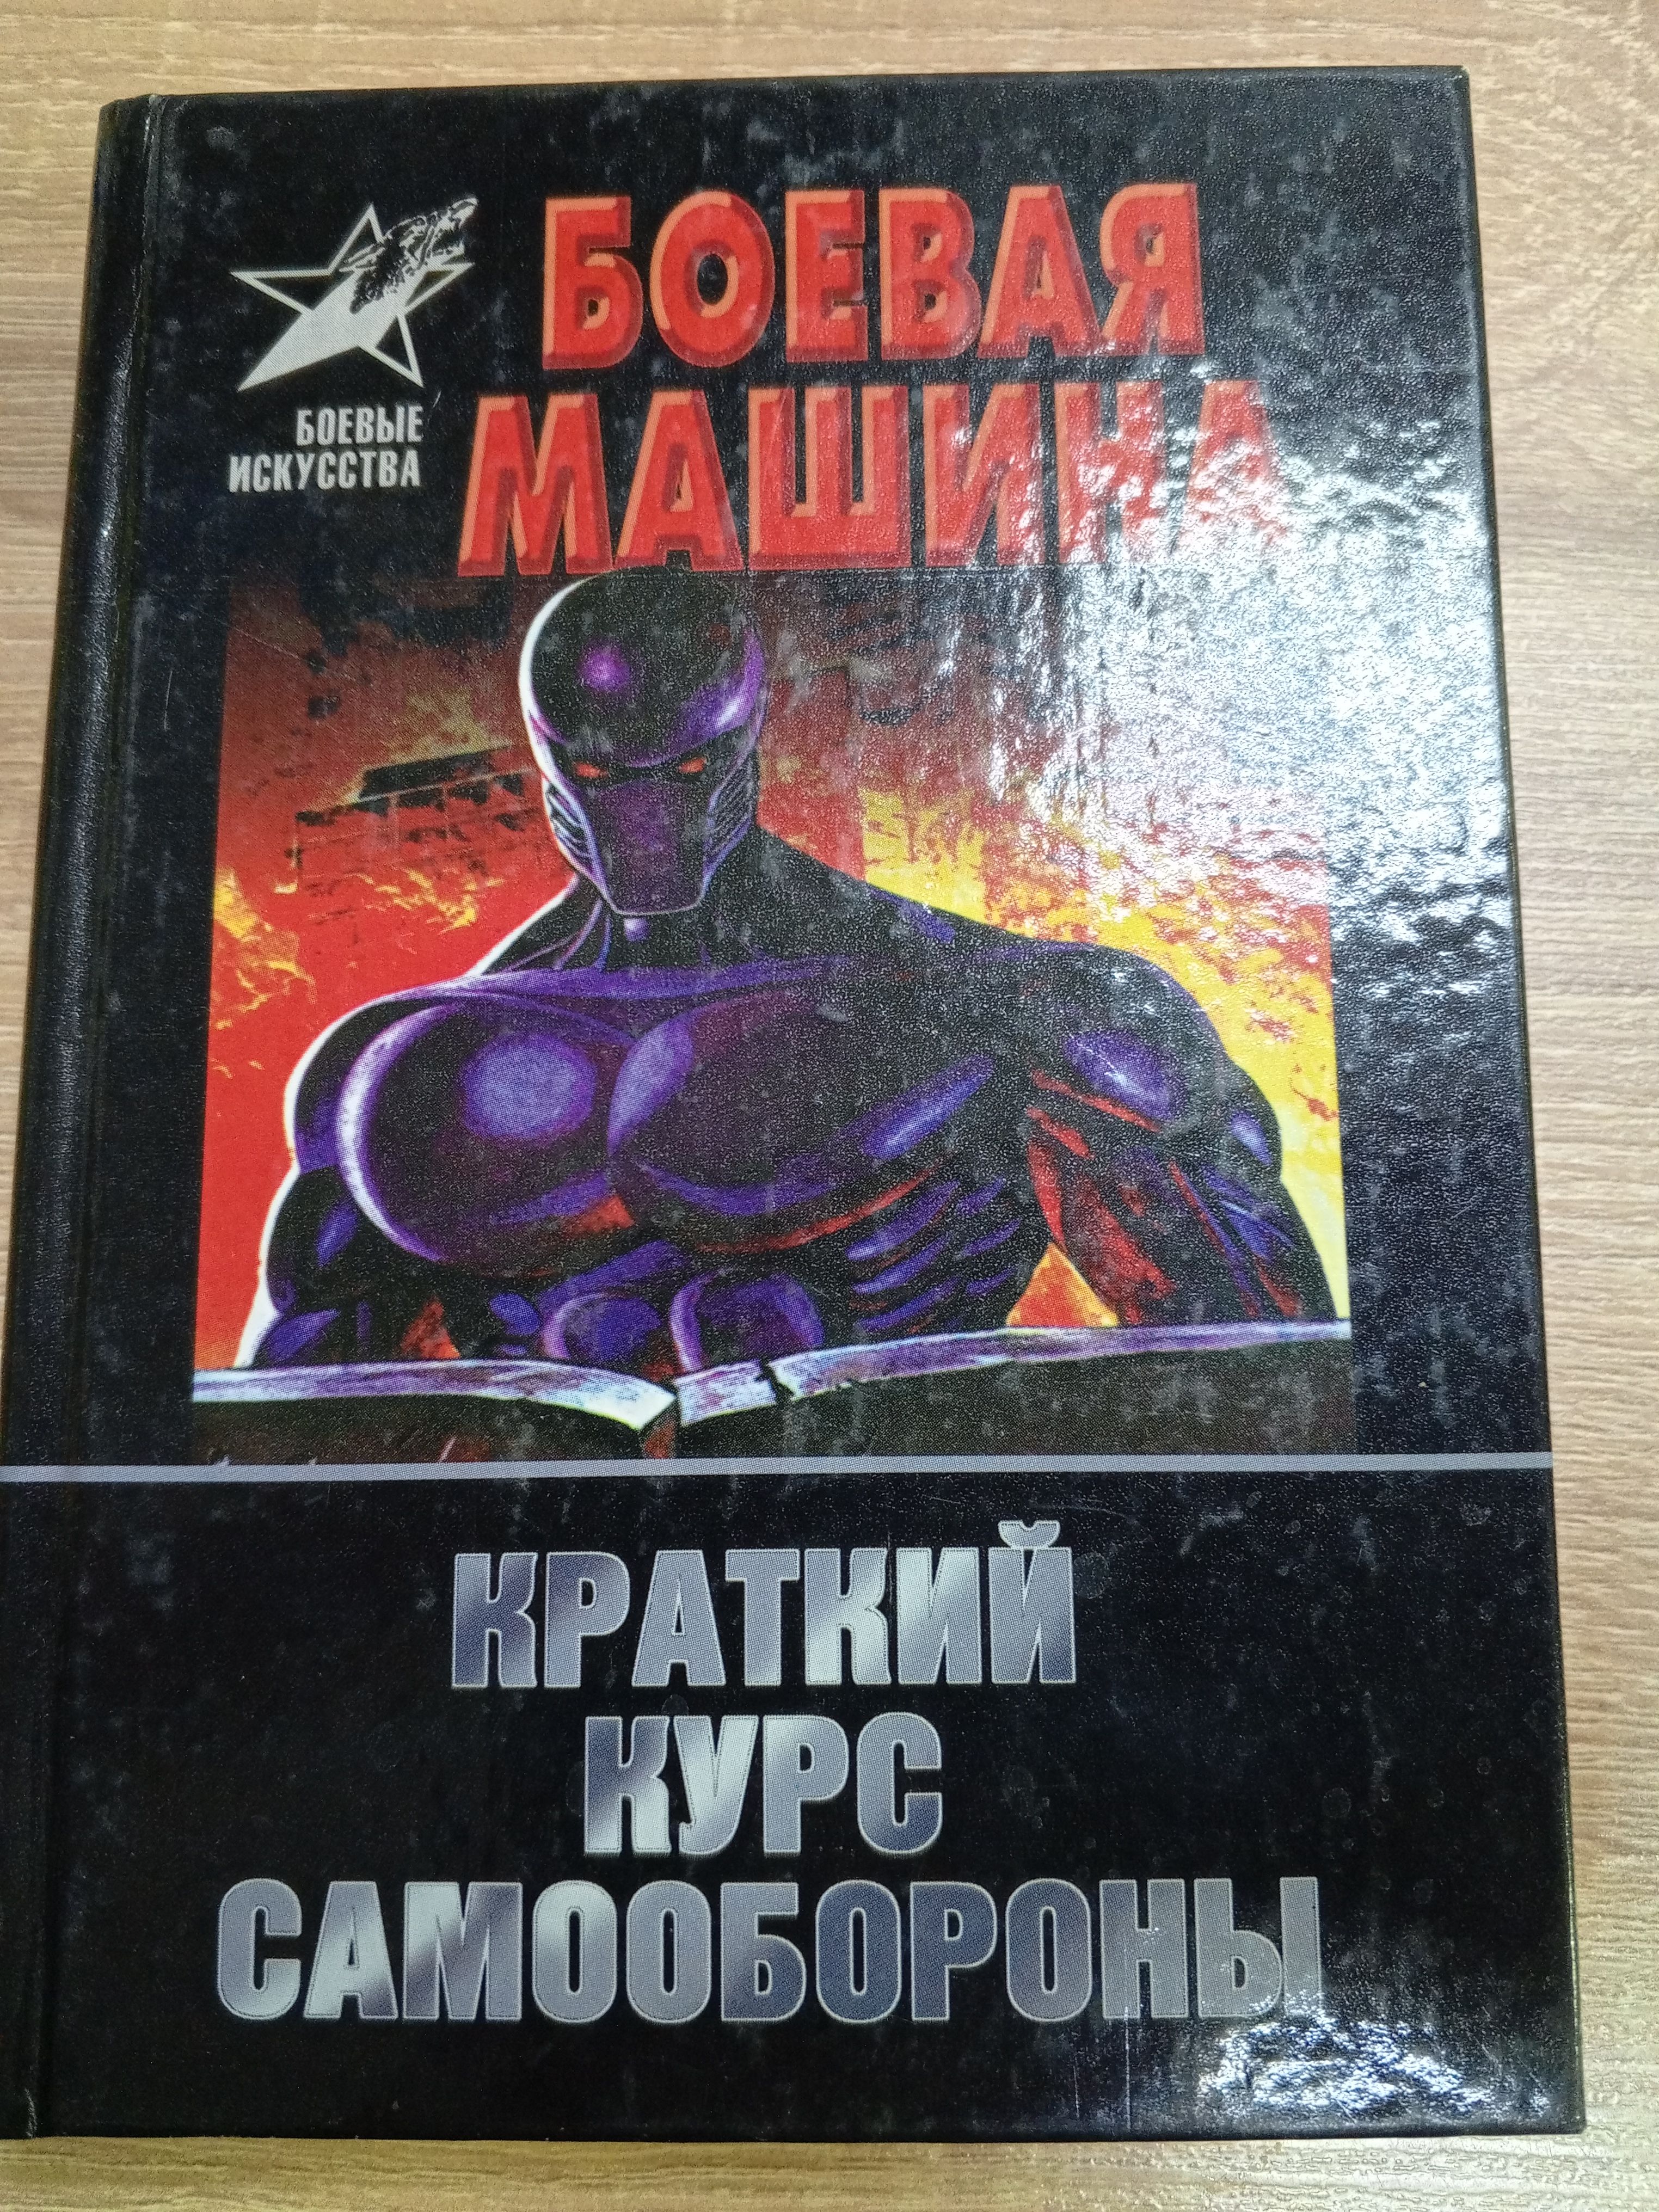 БОЕВАЯ
МАШИНА
БОЕВЫЕ
ИСКУССТВА
КРАТКИЙ
КУРС
САМООБОРОНЫ